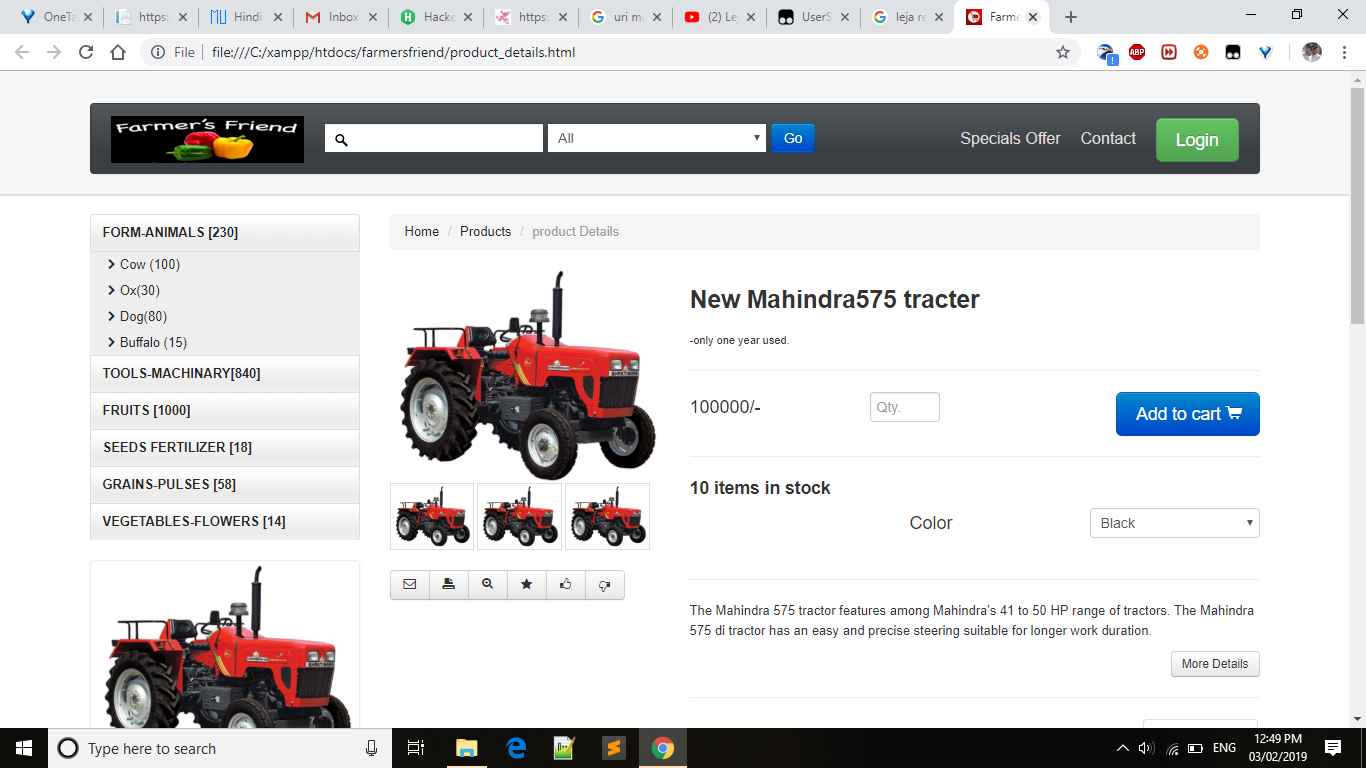 OneTa
https:
Hindi
Inbox
Hacke
https:
uri m
(2) Le
UserS
leja re
Farme
File
file:///C:/xampp/htdocs/farmersfriend/product_details.html
ABP
Farmer's Friend
All
Go
Specials Offer
Contact
Login
FORM-ANIMALS [230]
Cow (100)
Ox(30)
Dog(80)
Buffalo (15)
TOOLS-MACHINARY[840]
FRUITS [1000]
SEEDS FERTILIZER [18]
GRAINS-PULSES [58]
VEGETABLES-FLOWERS [14]
Home / Products / product Details
New Mahindra575 tracter
-only one year used.
100000/-
Qty.
Add to cart
10 items in stock
Color
Black
The Mahindra 575 tractor features among Mahindra's 41 to 50 HP range of tractors. The Mahindra
575 di tractor has an easy and precise steering suitable for longer work duration.
More Details
Type here to search
ENG
12:49 PM
03/02/2019